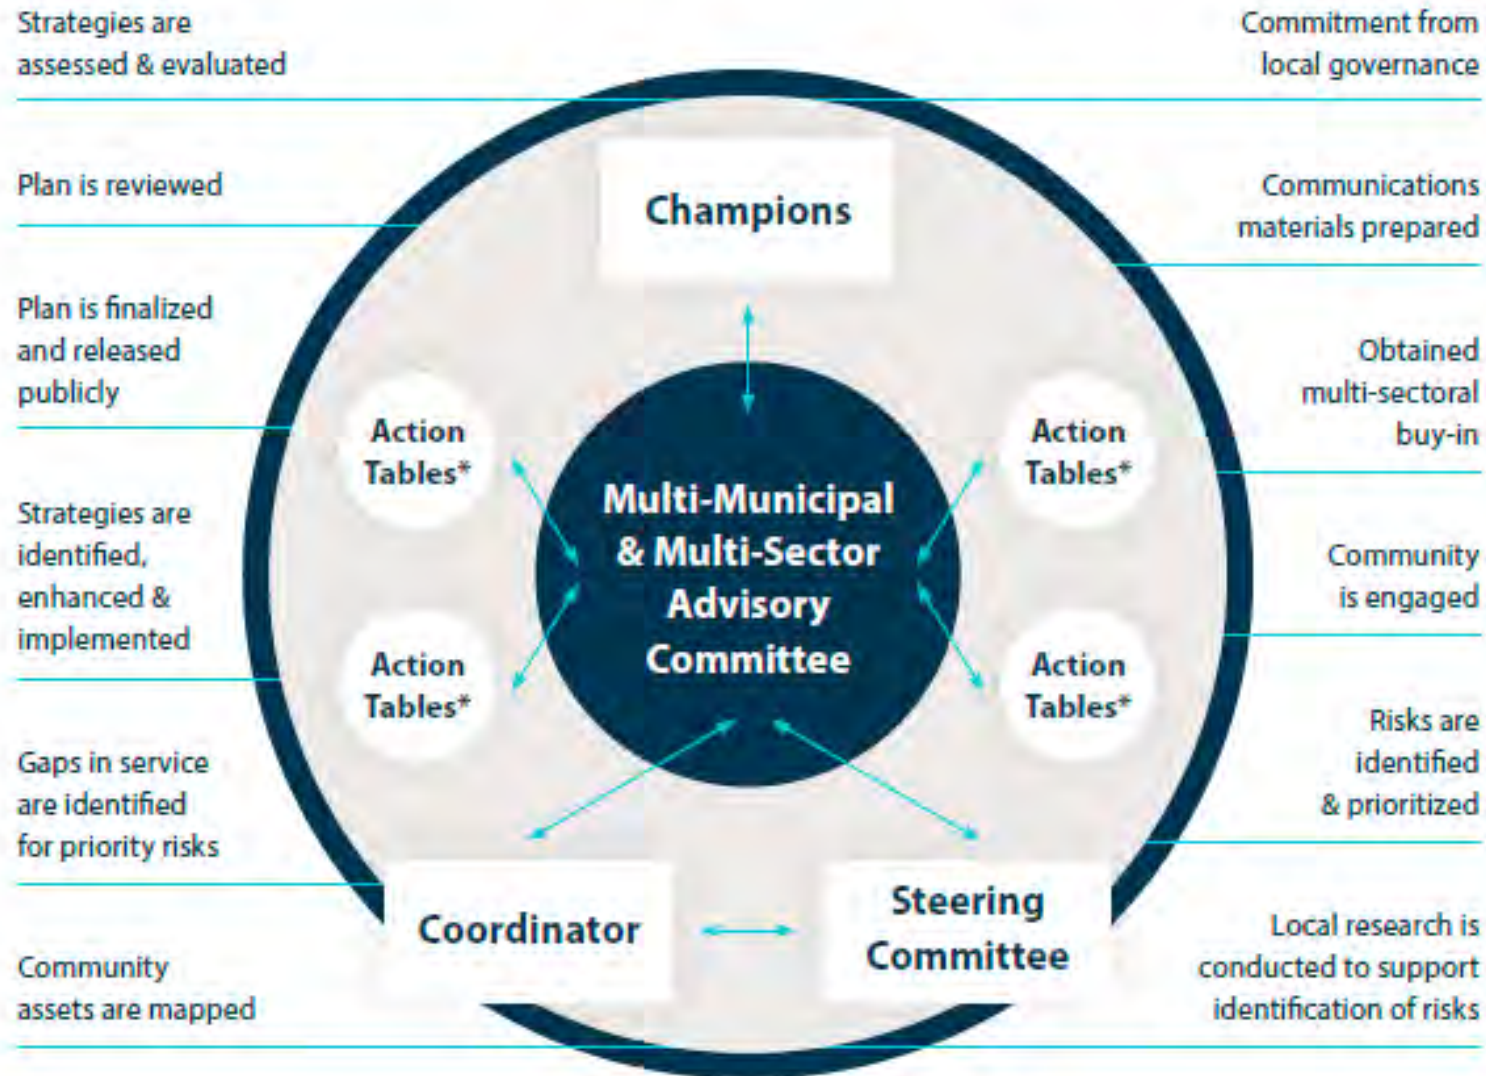 Strategies are
assessed & evaluated
Plan is reviewed
Plan is finalized
and released
publicly
Strategies are
identified,
enhanced &
implemented
Gaps in service
are identified
for priority risks
Community
assets are mapped
Champions
Action
Tables*
Action
Tables*
Multi-Municipal
& Multi-Sector
Advisory
Committee
Action
Tables*
Action
Tables*
Coordinator
Steering
Committee
Commitment from
local governance
Communications
materials prepared
Obtained
multi-sectoral
buy-in
Community
is engaged
Risks are
identified
& prioritized
Local research is
conducted to support
identification of risks